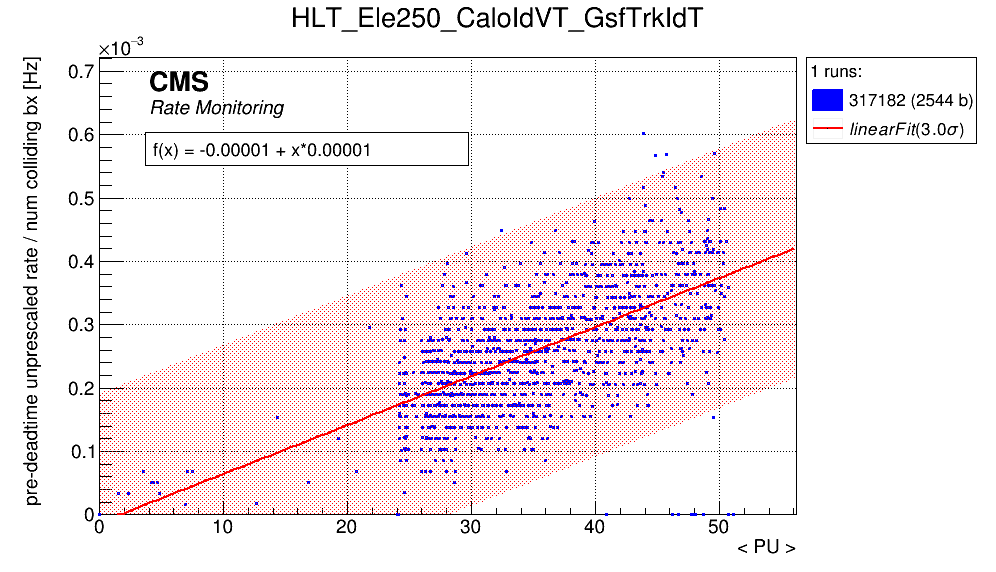 HLT_Ele250_CaloIdVT_GsfTrkIdT
×10⁻³
CMS
Rate Monitoring
f(x) = -0.00001 + x*0.00001
1 runs:
317182 (2544 b)
linearFit(3.0σ)
pre-deadtime unprescaled rate / num colliding bx [Hz]
0.7
0.6
0.5
0.4
0.3
0.2
0.1
0
0 10 20 30 40 50
< PU >